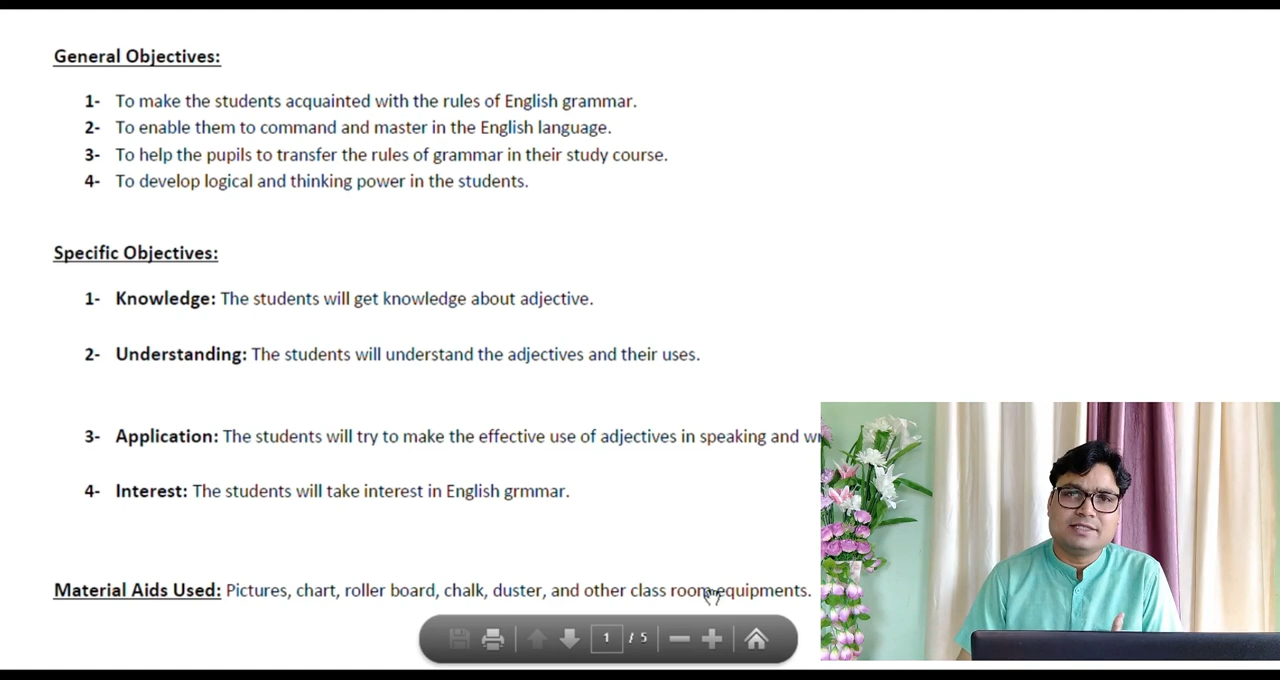 General Objectives:
1- To make the students acquainted with the rules of English grammar.
2- To enable them to command and master in the English language.
3- To help the pupils to transfer the rules of grammar in their study course.
4- To develop logical and thinking power in the students.
Specific Objectives:
1- Knowledge: The students will get knowledge about adjective.
2- Understanding: The students will understand the adjectives and their uses.
3- Application: The students will try to make the effective use of adjectives in speaking and
4- Interest: The students will take interest in English grmmar.
Material Aids Used: Pictures, chart, roller board, chalk, duster, and other class room equipments.
1 / 5